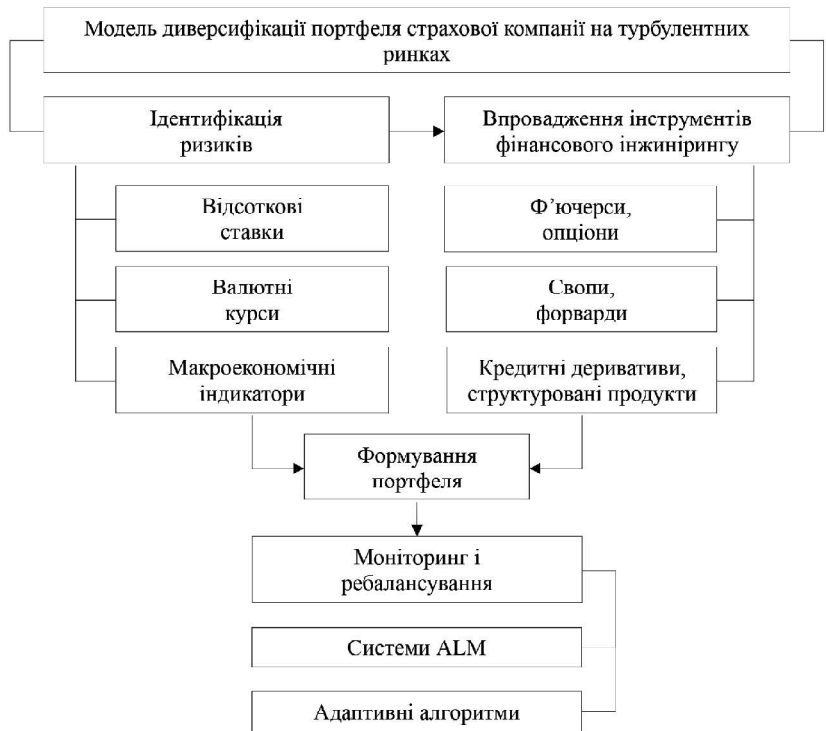 Модель диверсифікації портфеля страхової компанії на турбулентних
ринках
Ідентифікація
ризиків
Впровадження інструментів
фінансового інжинірингу
Відсоткові
ставки
Ф’ючерси,
опціони
Валютні
курси
Свопи,
форварди
Макроекономічні
індикатори
Кредитні деривативи,
структуровані продукти
Формування
портфеля
Моніторинг і
ребалансування
Системи ALM
Адаптивні алгоритми